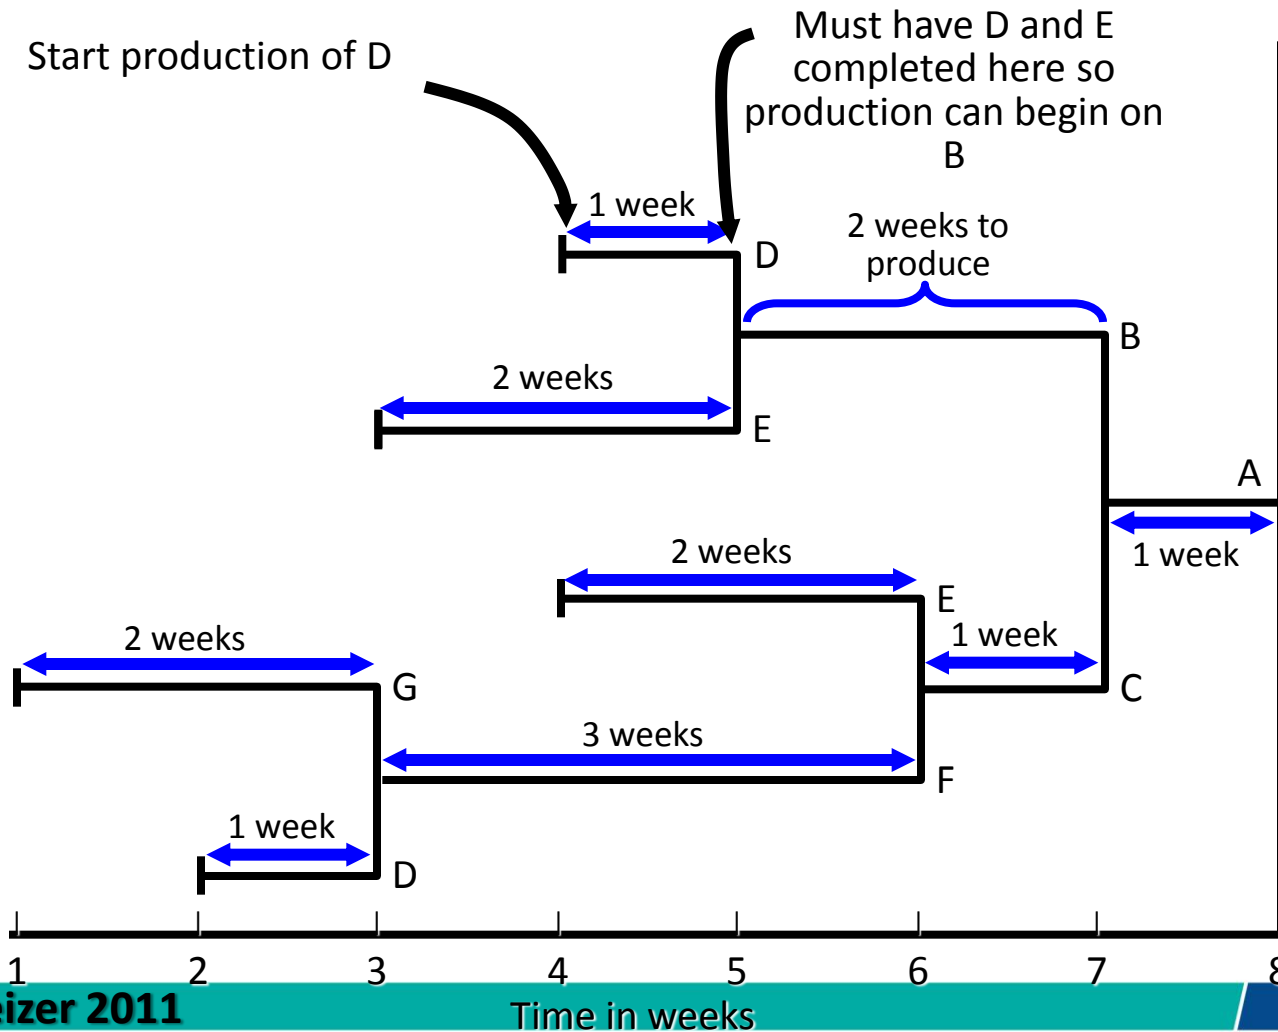 Start production of D
Must have D and E
completed here so
production can begin on
B
1 week
2 weeks to
produce
D
B
2 weeks
E
A
1 week
2 weeks
E
1 week
2 weeks
G
C
3 weeks
F
1 week
D
1 2 3 4 5 6 7 8
eizer 2011
Time in weeks